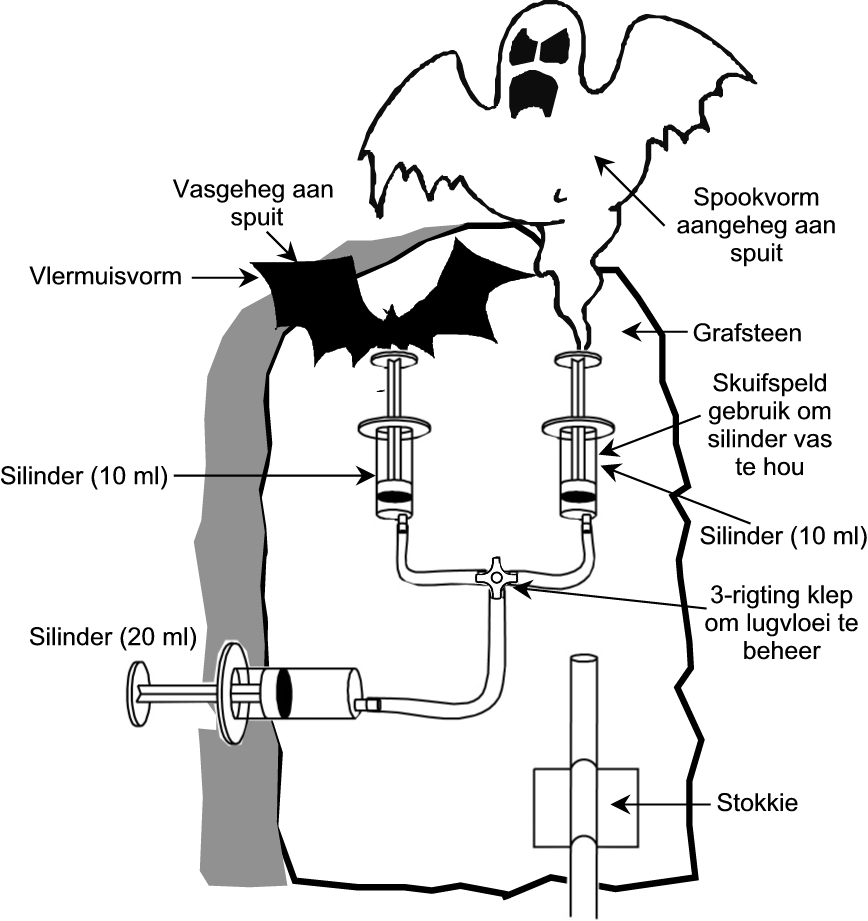 Vasgeheg aan
spuit
Vlermuisvorm
Spookvorm
aangeheg aan
spuit
Grafsteen
Skuifspeld
gebruik om
silinder vas
te hou
Silinder (10 ml)
Silinder (10 ml)
3-rigting klep
om lugvloei te
beheer
Silinder (20 ml)
Stokkie